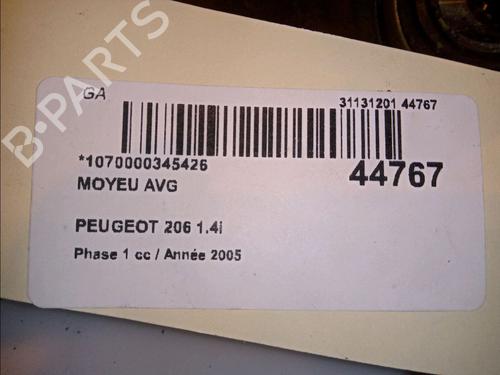 GA
31131201 44767
*1070000345426
44767
MOYEU AVG
PEUGEOT 206 1.4i
Phase 1 cc / Année 2005
B-PARTS